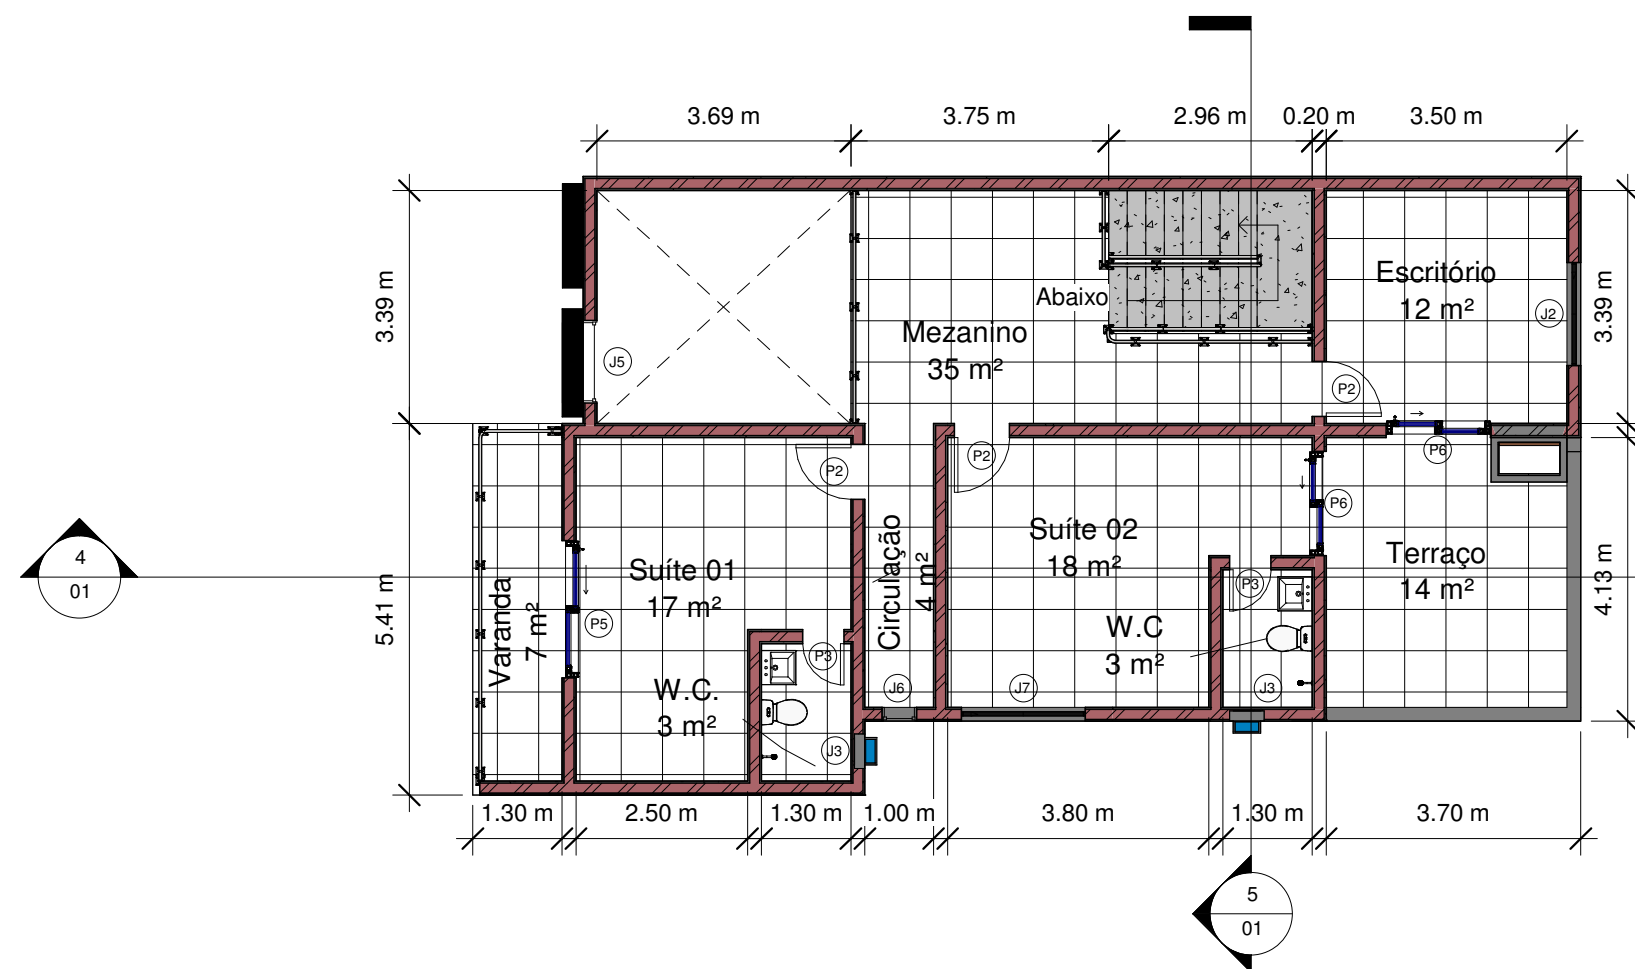 3.69 m
3.75 m
2.96 m
0.20 m
3.50 m
3.39 m
3.39 m
Escritório
12 m²
Abaixo
J2
Mezanino
35 m²
J5
P2
P2
P2
P6
P6
Suíte 02
18 m²
Terraço
14 m²
Circulação
4 m²
Suíte 01
17 m²
4
01
5.41 m
4.13 m
Varanda
7 m²
P5
P3
P3
W.C
3 m²
W.C.
3 m²
J6
J7
J3
J3
1.30 m
2.50 m
1.30 m
1.00 m
3.80 m
1.30 m
3.70 m
5
01